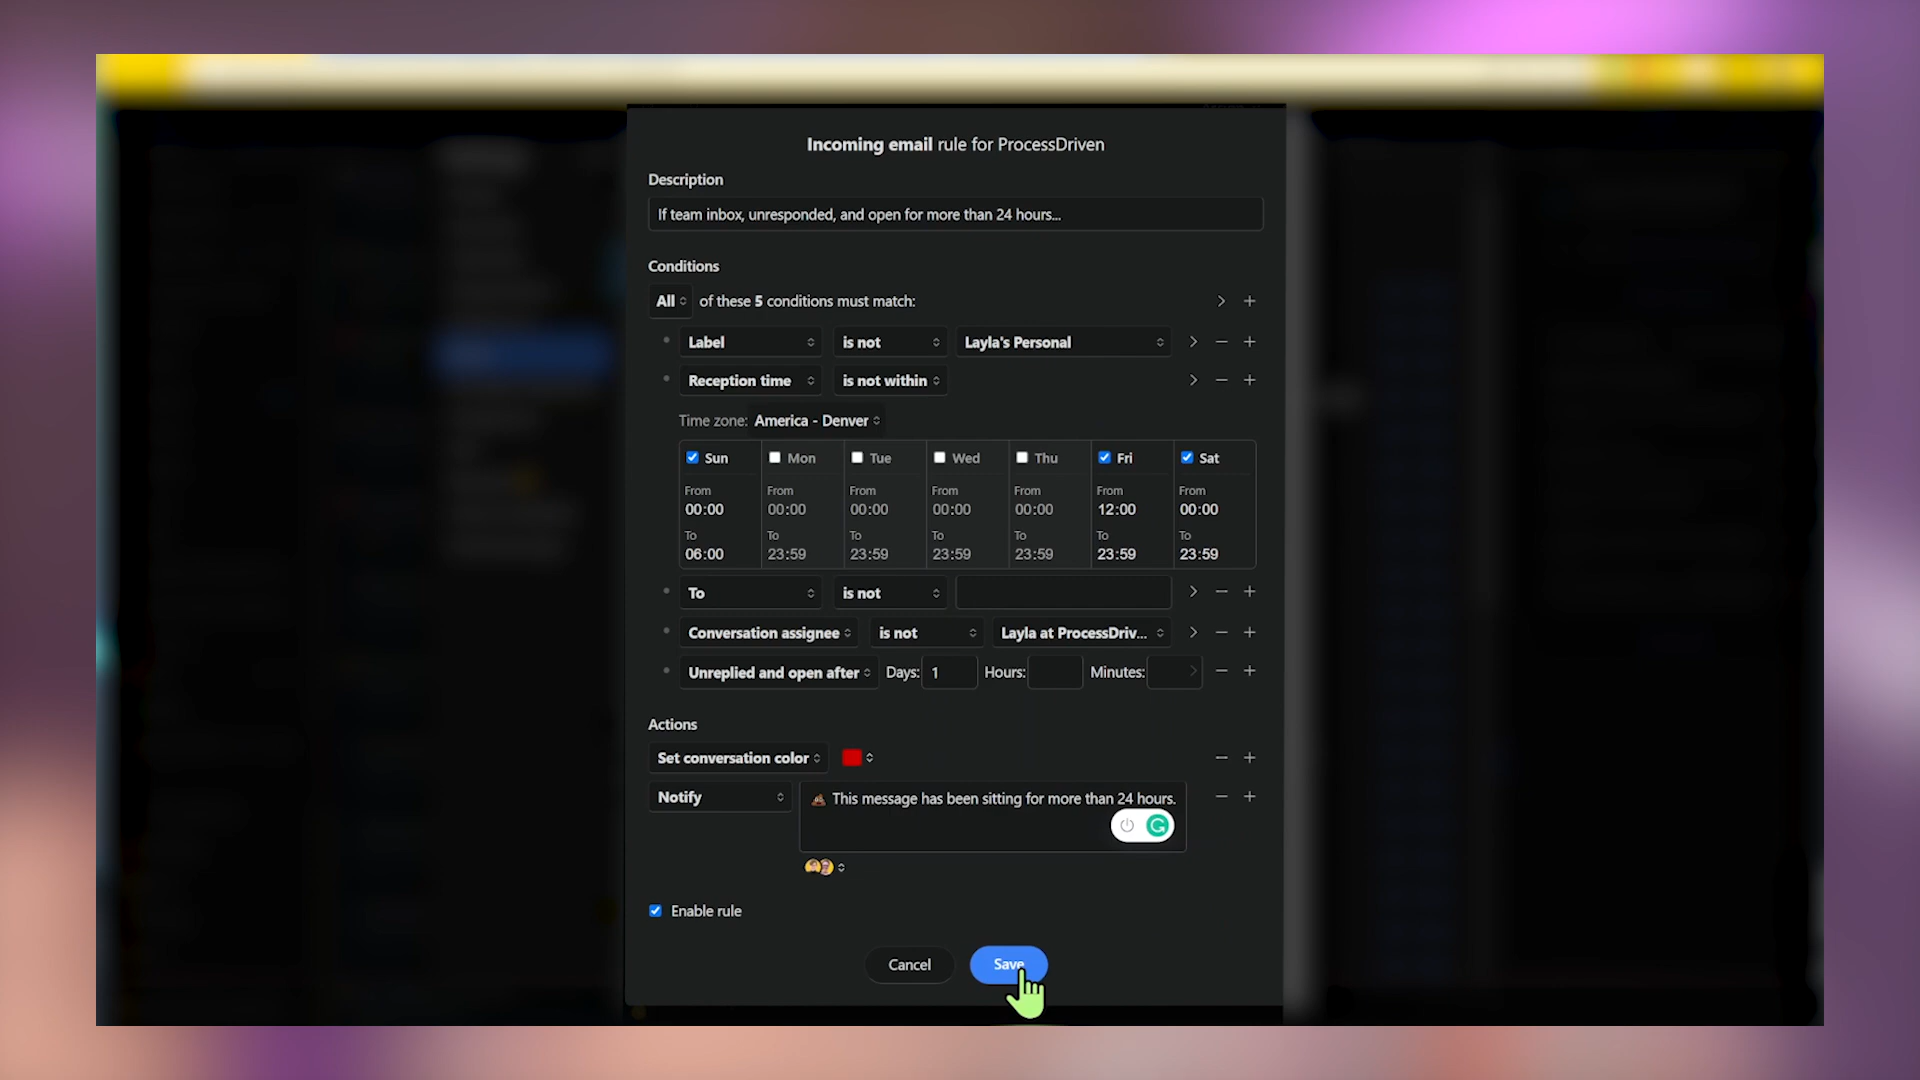 Incoming email rule for ProcessDriven
Description
If team inbox, unresponded, and open for more than 24 hours...
Conditions
All of these 5 conditions must match:
Label is not Layla's Personal
Reception time is not within
Time zone: America - Denver
Sun Mon Tue Wed Thu Fri Sat
From From From From From From From
00:00 00:00 00:00 00:00 00:00 12:00 00:00
To To To To To To To
06:00 23:59 23:59 23:59 23:59 23:59 23:59
To is not
Conversation assignee is not Layla at ProcessDriv...
Unreplied and open after Days: 1 Hours: Minutes:
Actions
Set conversation color
Notify 💩 This message has been sitting for more than 24 hours.
Enable rule
Cancel Save